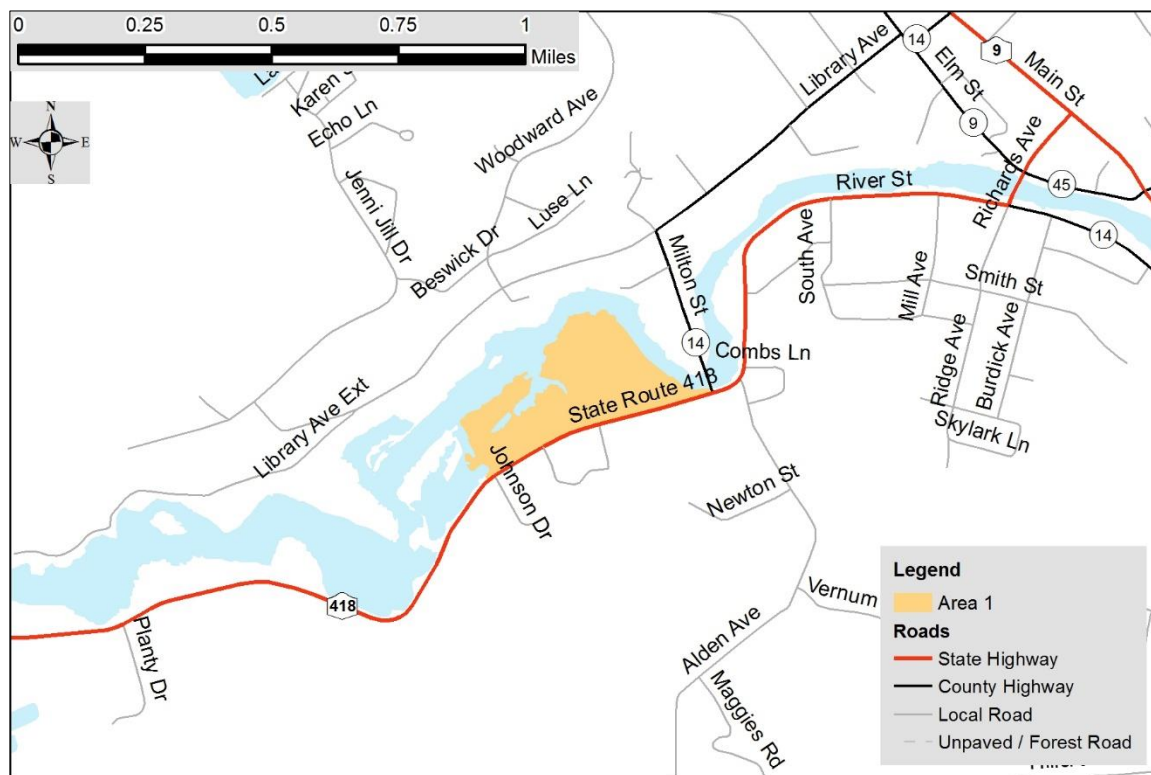 0 0.25 0.5 0.75 1
Miles
N
W E
S
Karen
Echo Ln
Jenni Jill Dr
Woodward Ave
Luse Ln
Beswick Dr
Library Ave
14
Elm St
9
Main St
9
Richards Ave
45
River St
14
South Ave
Mill Ave
Smith St
Ridge Ave
Burdick Ave
Skylark Ln
Milton St
14
Combs Ln
State Route 418
Library Ave Ext
Johnson Dr
Newton St
418
Planty Dr
Vernum
Alden Ave
Maggies Rd
Legend
Area 1
Roads
State Highway
County Highway
Local Road
Unpaved / Forest Road